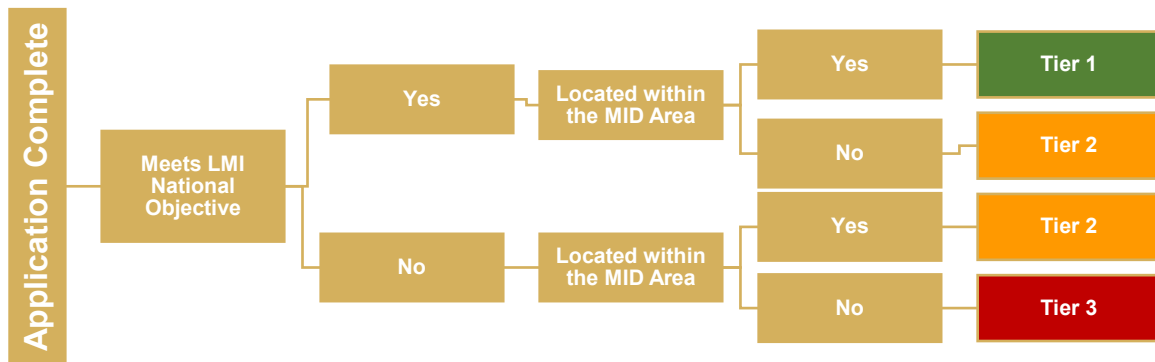 Application Complete
Meets LMI
National
Objective
Yes
Located within
the MID Area
Yes
Tier 1
No
Tier 2
No
Located within
the MID Area
Yes
Tier 2
No
Tier 3